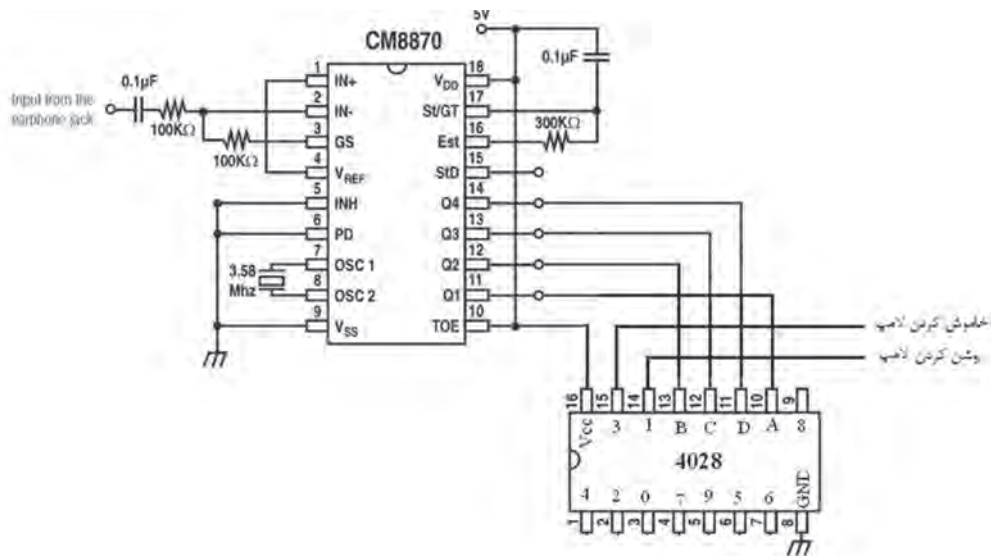 CM8870
5V
0.1µF
Input from the
earphone jack
0.1µF
100KΩ
100KΩ
1 IN+
2 IN-
3 GS
4 VREF
5 INH
6 PD
7 OSC 1
8 OSC 2
9 VSS
3.58
Mhz
18 VDD
17 St/GT
16 Est
15 StD
14 Q4
13 Q3
12 Q2
11 Q1
10 TOE
300KΩ
خاموش کردن لامپ
روشن کردن لامپ
16 15 14 13 12 11 10 9
Vcc 3 1 B C D A 8
4028
4 2 0 7 9 5 6 GND
1 2 3 4 5 6 7 8